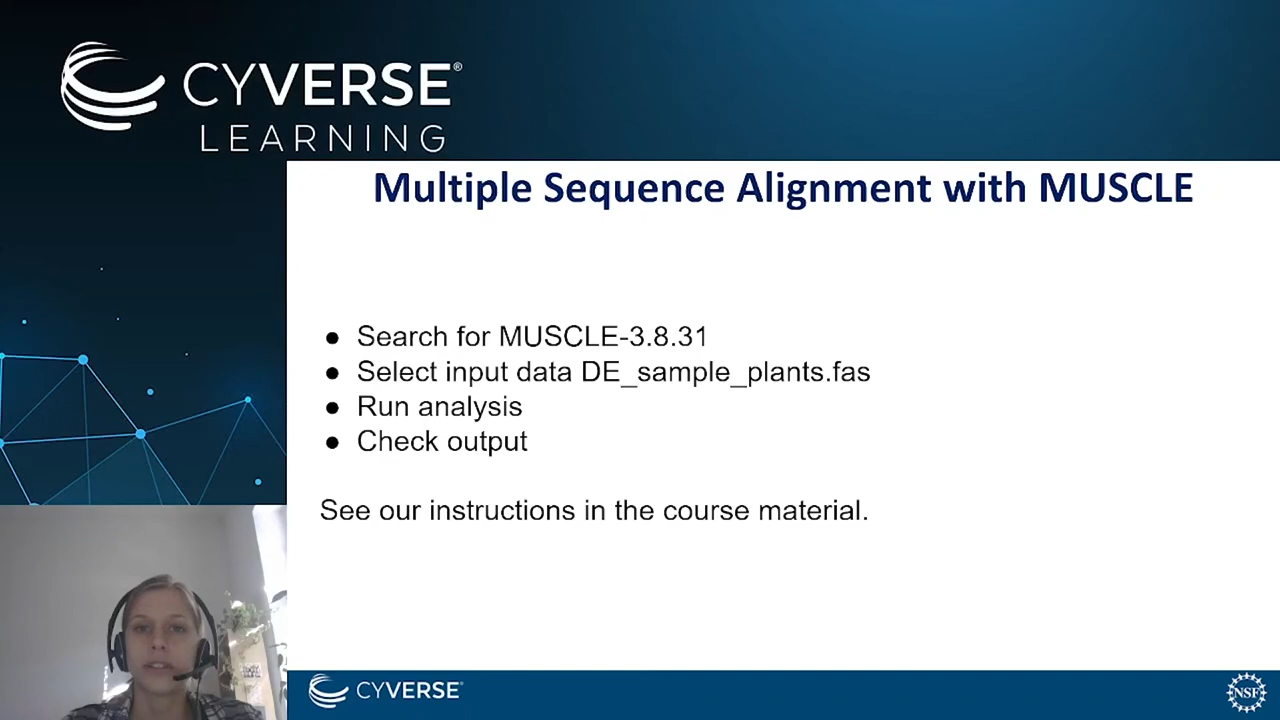 CYVERSE®
LEARNING
Multiple Sequence Alignment with MUSCLE
● Search for MUSCLE-3.8.31
● Select input data DE_sample_plants.fas
● Run analysis
● Check output
See our instructions in the course material.
CYVERSE®
NSF